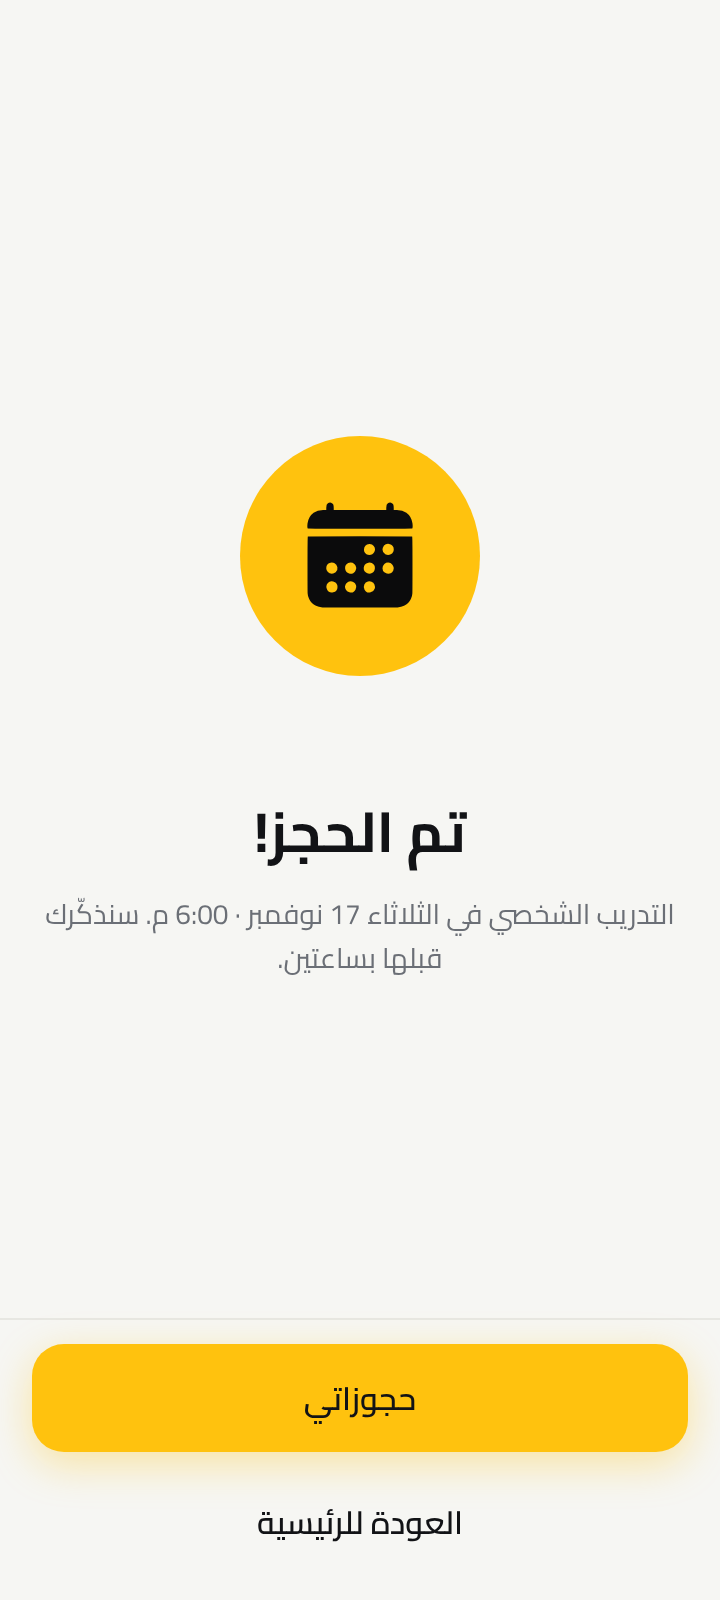 تم الحجز!
التدريب الشخصي في الثلاثاء 17 نوفمبر · 6:00 م. سنذكّرك
قبلها بساعتين.
حجوزاتي
العودة للرئيسية